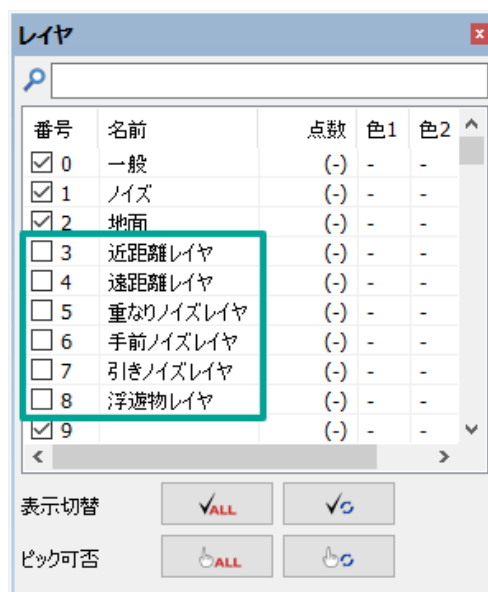 レイヤ
x
番号 名前 点数 色1 色2
0 一般 (-) - -
1 ノイズ (-) - -
2 地面 (-) - -
3 近距離レイヤ (-) - -
4 遠距離レイヤ (-) - -
5 重なりノイズレイヤ (-) - -
6 手前ノイズレイヤ (-) - -
7 引きノイズレイヤ (-) - -
8 浮遊物レイヤ (-) - -
9 (-) - -
表示切替 ALL
ピック可否 ALL